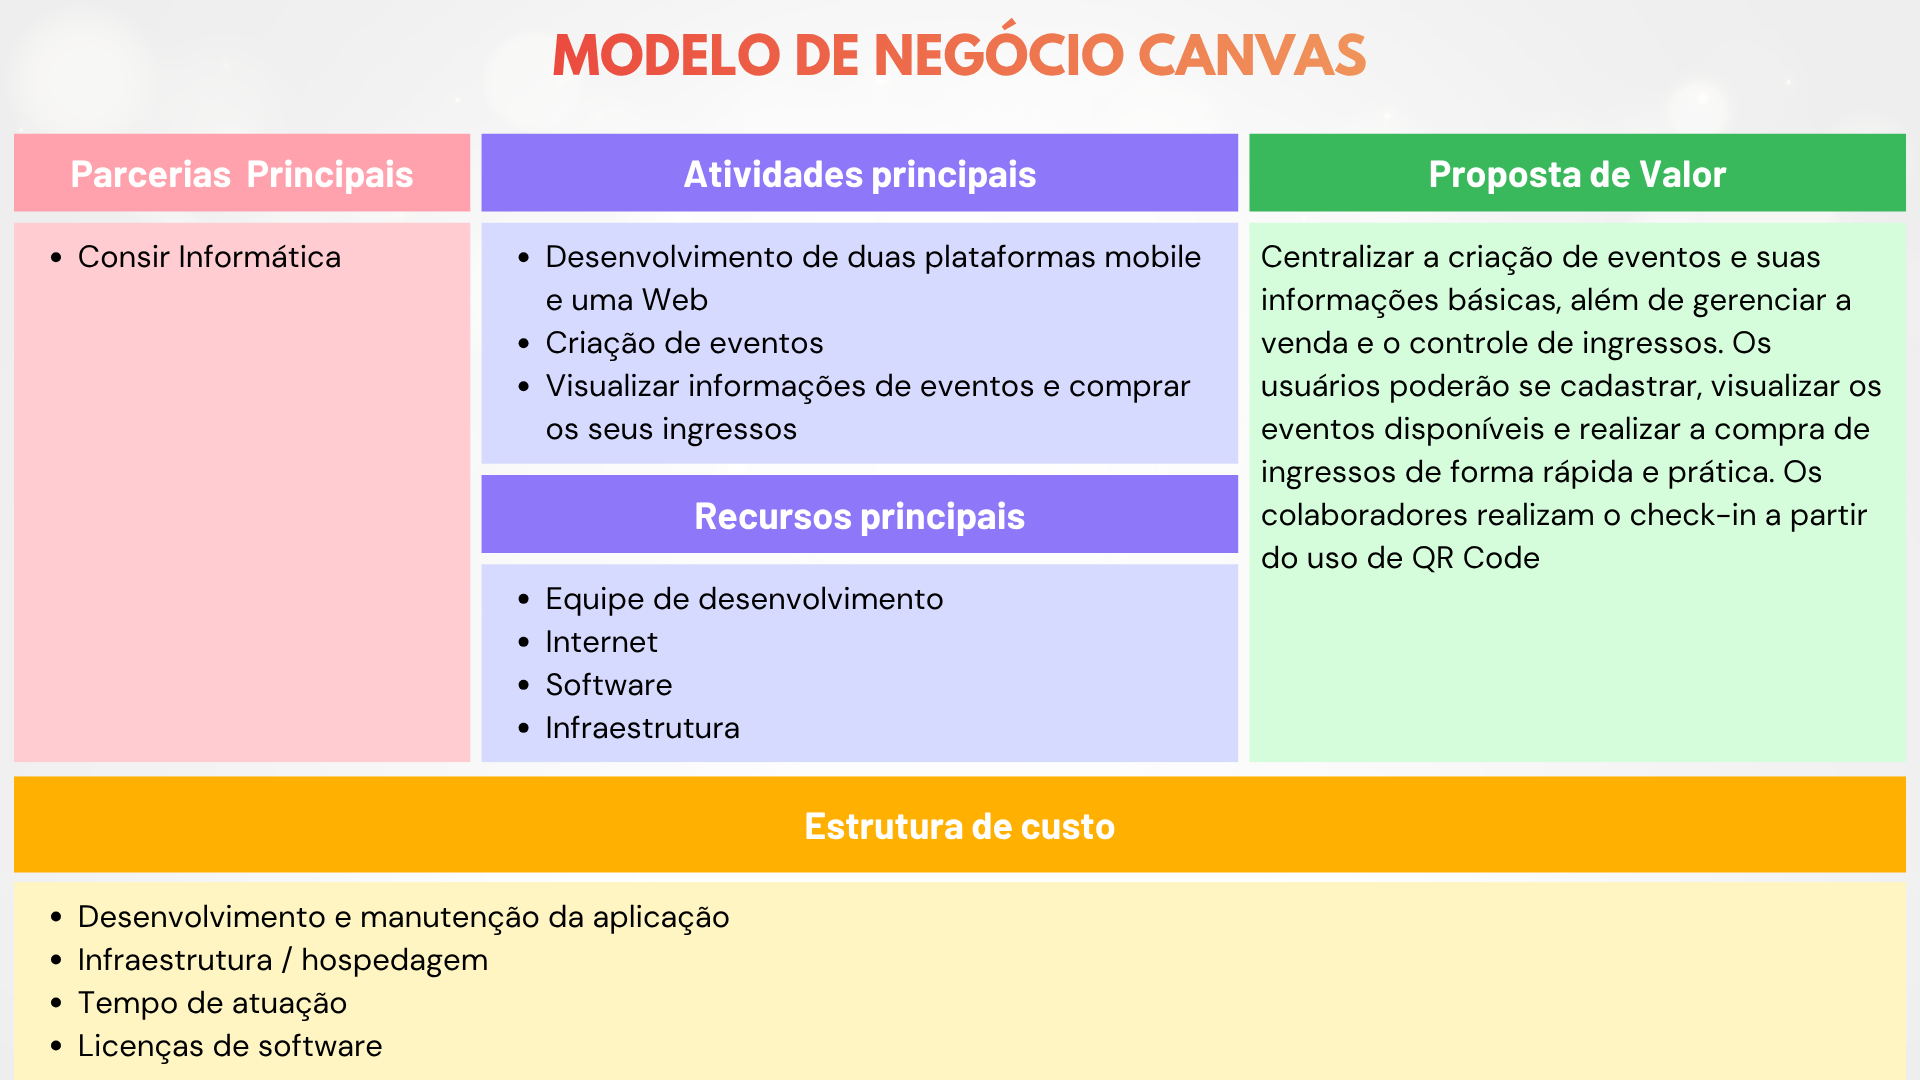 MODELO DE NEGÓCIO CANVAS
Parcerias Principais
• Consir Informática
Atividades principais
• Desenvolvimento de duas plataformas mobile
e uma Web
• Criação de eventos
• Visualizar informações de eventos e comprar
os seus ingressos
Recursos principais
• Equipe de desenvolvimento
• Internet
• Software
• Infraestrutura
Proposta de Valor
Centralizar a criação de eventos e suas
informações básicas, além de gerenciar a
venda e o controle de ingressos. Os
usuários poderão se cadastrar, visualizar os
eventos disponíveis e realizar a compra de
ingressos de forma rápida e prática. Os
colaboradores realizam o check-in a partir
do uso de QR Code
Estrutura de custo
• Desenvolvimento e manutenção da aplicação
• Infraestrutura / hospedagem
• Tempo de atuação
• Licenças de software